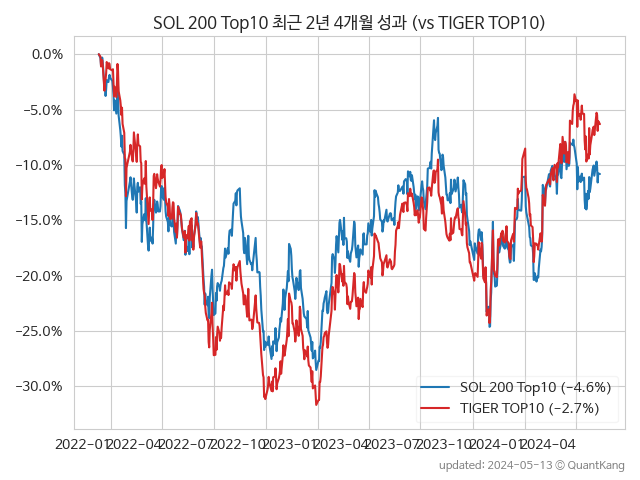 SOL 200 Top10 최근 2년 4개월 성과 (vs TIGER TOP10)
0.0%
−5.0%
−10.0%
−15.0%
−20.0%
−25.0%
−30.0%
SOL 200 Top10 (−4.6%)
TIGER TOP10 (−2.7%)
2022-01 2022-04 2022-07 2022-10 2023-01 2023-04 2023-07 2023-10 2024-01 2024-04
updated: 2024-05-13 © QuantKang